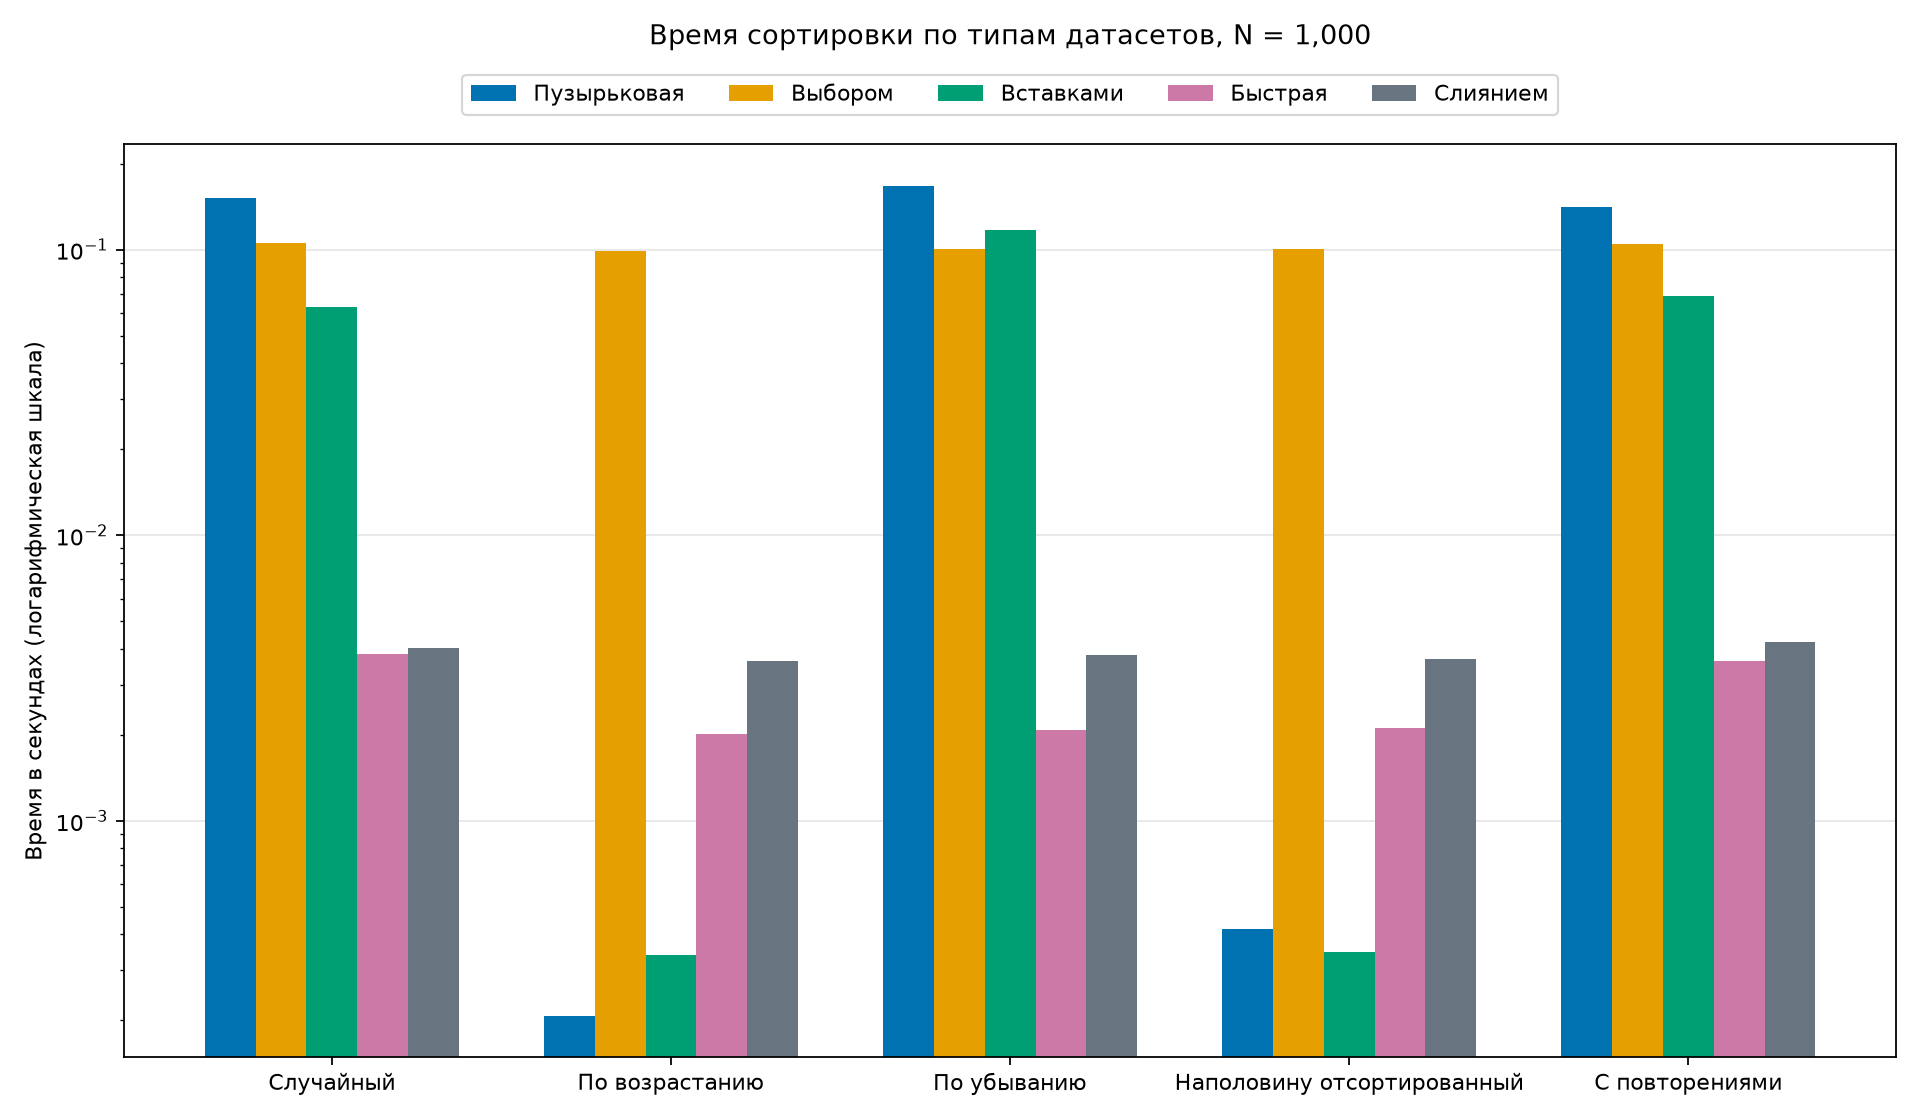 Время сортировки по типам датасетов, N = 1,000
Пузырьковая Выбором Вставками Быстрая Слиянием
Время в секундах (логарифмическая шкала)
10⁻¹
10⁻²
10⁻³
Случайный По возрастанию По убыванию Наполовину отсортированный С повторениями